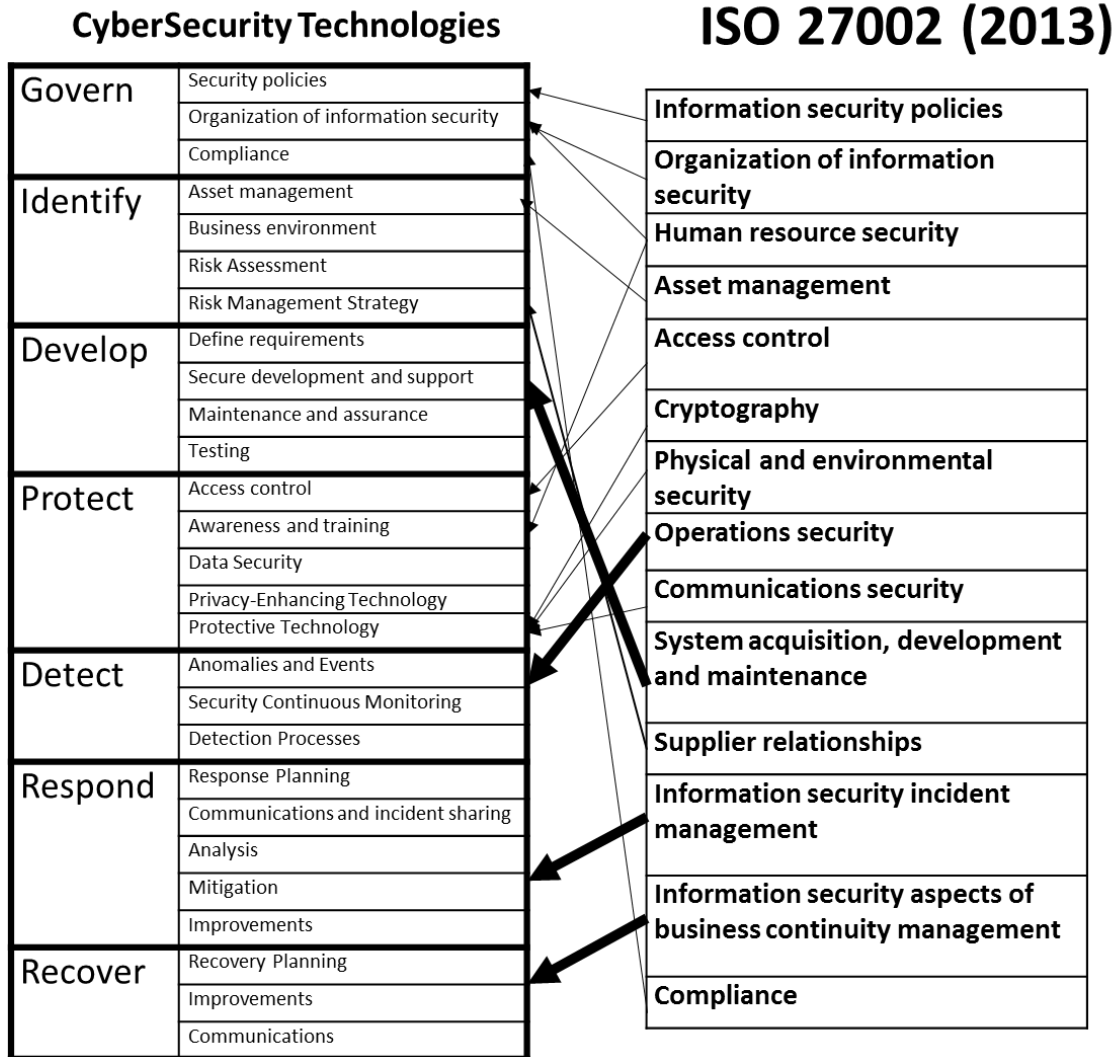 CyberSecurity Technologies
Govern
Security policies
Organization of information security
Compliance
Identify
Asset management
Business environment
Risk Assessment
Risk Management Strategy
Develop
Define requirements
Secure development and support
Maintenance and assurance
Testing
Protect
Access control
Awareness and training
Data Security
Privacy-Enhancing Technology
Protective Technology
Detect
Anomalies and Events
Security Continuous Monitoring
Detection Processes
Respond
Response Planning
Communications and incident sharing
Analysis
Mitigation
Improvements
Recover
Recovery Planning
Improvements
Communications
ISO 27002 (2013)
Information security policies
Organization of information
security
Human resource security
Asset management
Access control
Cryptography
Physical and environmental
security
Operations security
Communications security
System acquisition, development
and maintenance
Supplier relationships
Information security incident
management
Information security aspects of
business continuity management
Compliance